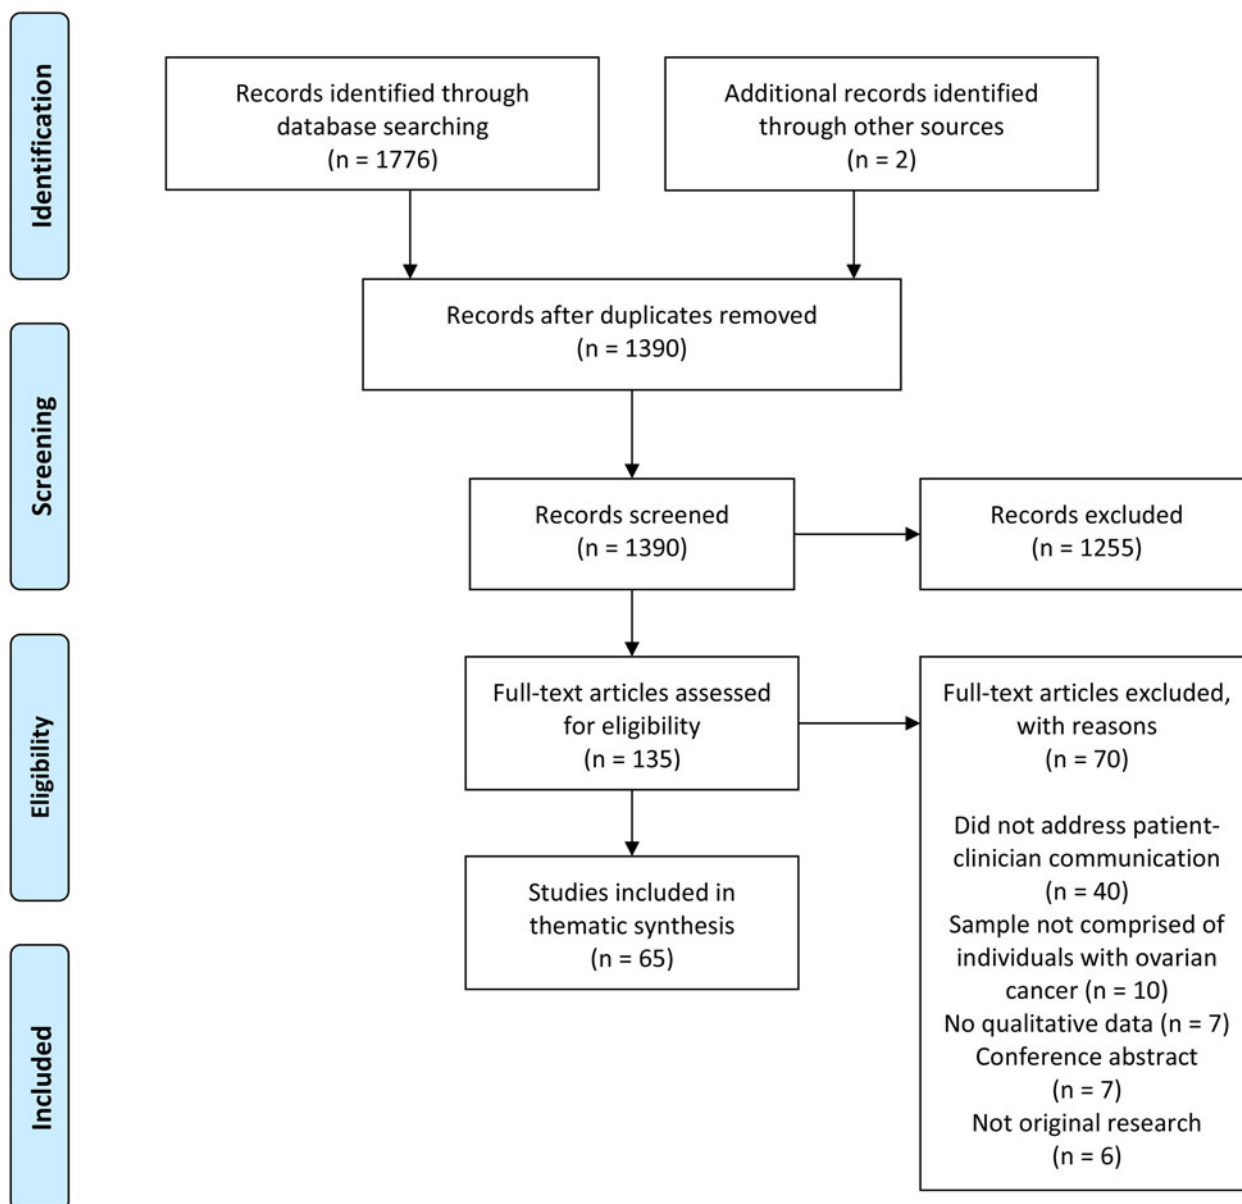 Identification
Records identified through
database searching
(n = 1776)
Additional records identified
through other sources
(n = 2)
Records after duplicates removed
(n = 1390)
Screening
Records screened
(n = 1390)
Records excluded
(n = 1255)
Eligibility
Full-text articles assessed
for eligibility
(n = 135)
Full-text articles excluded,
with reasons
(n = 70)
Did not address patient-
clinician communication
(n = 40)
Sample not comprised of
individuals with ovarian
cancer (n = 10)
No qualitative data (n = 7)
Conference abstract
(n = 7)
Not original research
(n = 6)
Included
Studies included in
thematic synthesis
(n = 65)